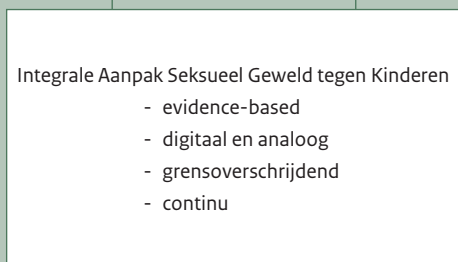 Integrale Aanpak Seksueel Geweld tegen Kinderen
- evidence-based
- digitaal en analoog
- grensoverschrijdend
- continu